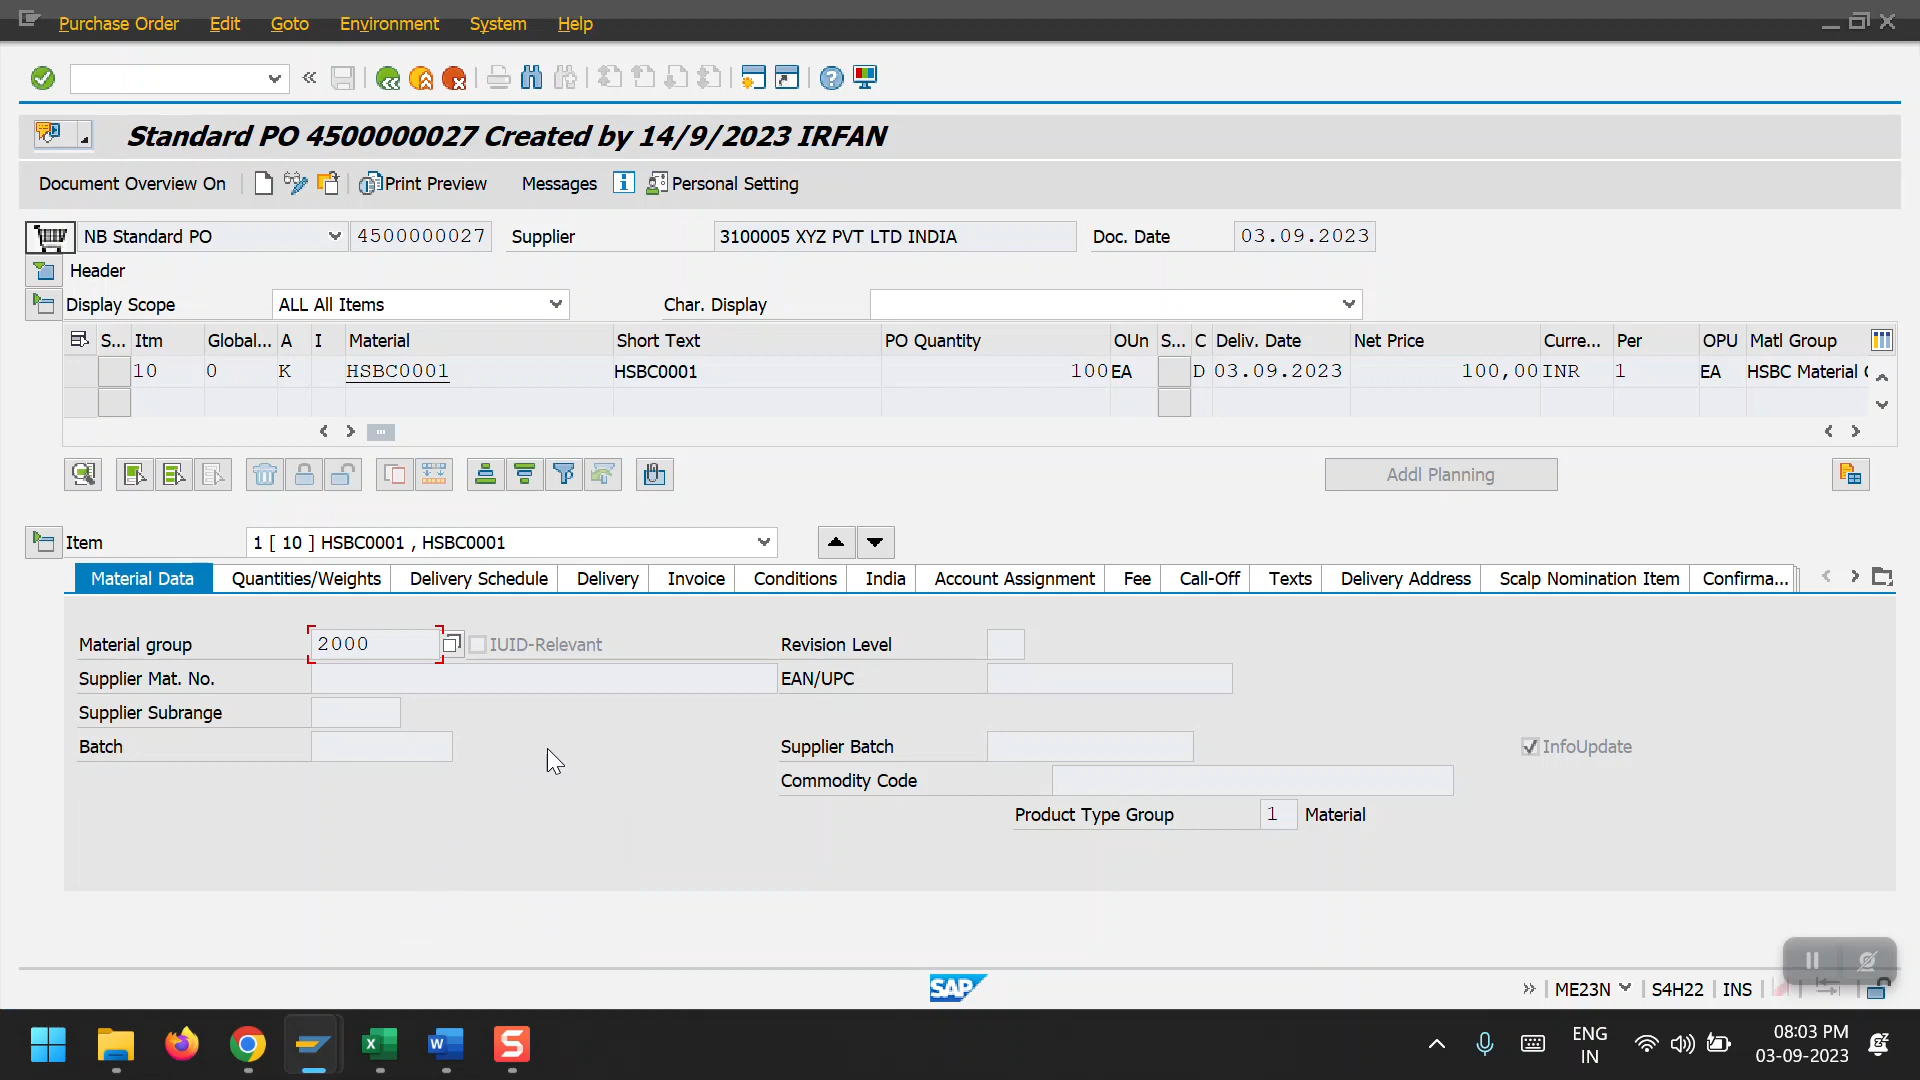 Purchase Order Edit Goto Environment System Help
Standard PO 4500000027 Created by 14/9/2023 IRFAN
Document Overview On Print Preview Messages Personal Setting
NB Standard PO 4500000027 Supplier 3100005 XYZ PVT LTD INDIA Doc. Date 03.09.2023
Header
Display Scope ALL All Items Char. Display
S... Itm Global... A I Material Short Text PO Quantity OUn S... C Deliv. Date Net Price Curre... Per OPU Matl Group
10 0 K HSBC0001 HSBC0001 100 EA D 03.09.2023 100,00 INR 1 EA HSBC Material
Addl Planning
Item 1 [ 10 ] HSBC0001 , HSBC0001
Material Data Quantities/Weights Delivery Schedule Delivery Invoice Conditions India Account Assignment Fee Call-Off Texts Delivery Address Scalp Nomination Item Confirma...
Material group 2000 IUID-Relevant Revision Level
Supplier Mat. No. EAN/UPC
Supplier Subrange
Batch Supplier Batch InfoUpdate
Commodity Code
Product Type Group 1 Material
SAP ME23N S4H22 INS
ENG 08:03 PM
IN 03-09-2023